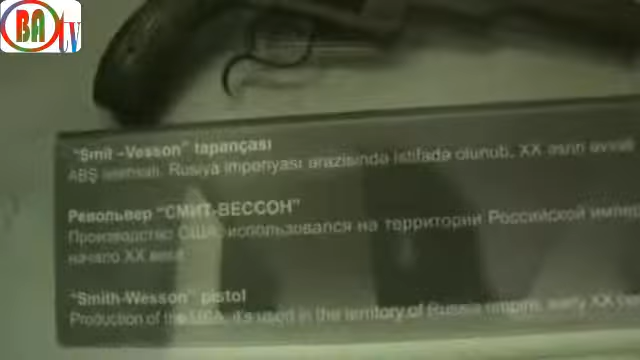 BA
TV
"Smit –Vesson" tapançası
ABŞ istehsalı. Rusiya imperiyası ərazisində istifadə olunub. XX əsrin əvvəli
Револьвер "СМИТ-ВЕССОН"
Производство США, использовался на территории Российской импер
начало XX века
"Smith-Wesson" pistol
Production of the USA, it's used in the territory of Russia empire, early XX